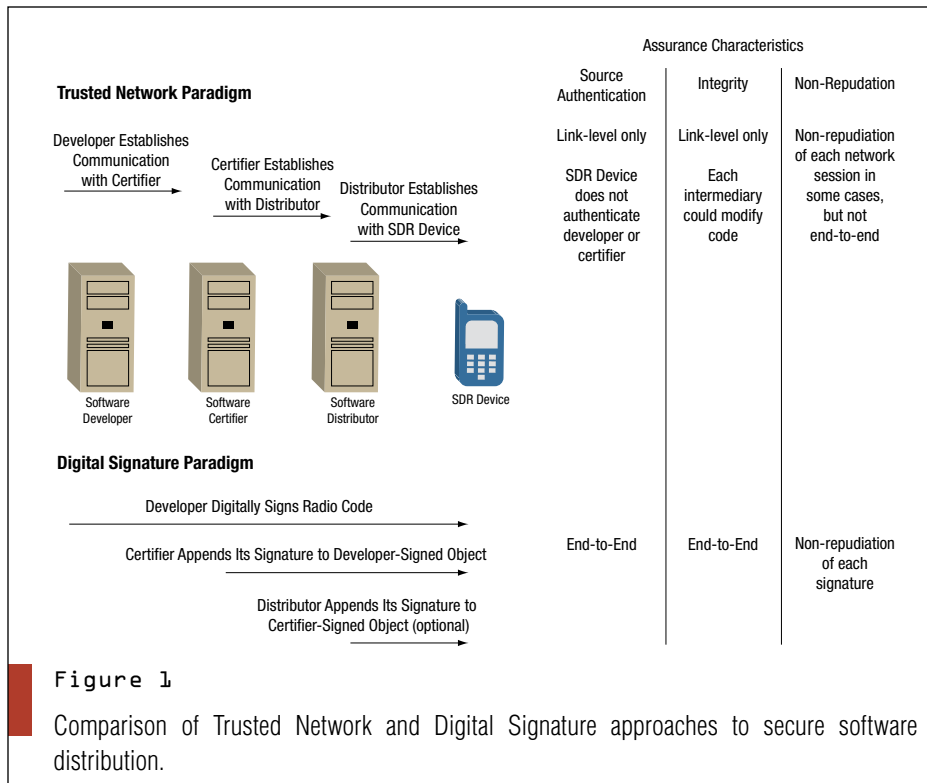 Assurance Characteristics
Trusted Network Paradigm
Source
Authentication
Integrity
Non-Repudation
Developer Establishes
Communication
with Certifier
Certifier Establishes
Communication
with Distributor
Distributor Establishes
Communication
with SDR Device
Link-level only
SDR Device
does not
authenticate
developer or
certifier
Link-level only
Each
intermediary
could modify
code
Non-repudiation
of each network
session in
some cases,
but not
end-to-end
Software
Developer
Software
Certifier
Software
Distributor
SDR Device
Digital Signature Paradigm
Developer Digitally Signs Radio Code
Certifier Appends Its Signature to Developer-Signed Object
Distributor Appends Its Signature to
Certifier-Signed Object (optional)
End-to-End
End-to-End
Non-repudiation
of each
signature
Figure 1
Comparison of Trusted Network and Digital Signature approaches to secure software
distribution.